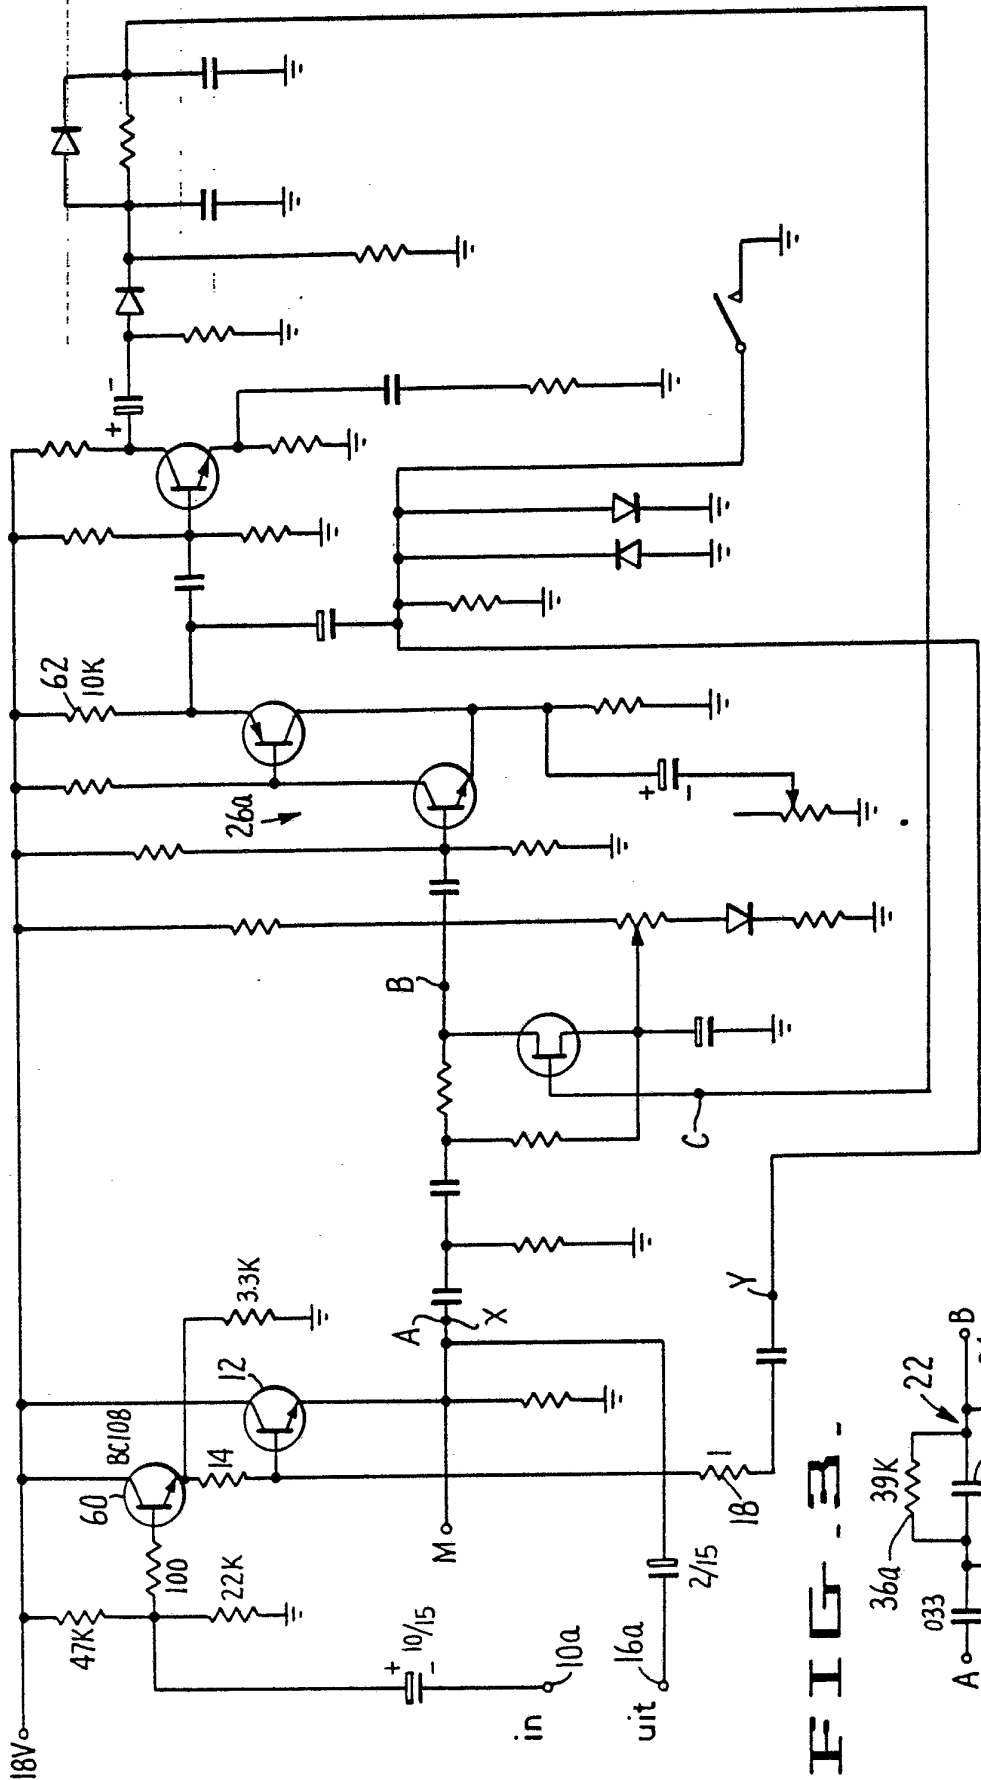 18V
47K
22K
100
60
BC108
14
12
3.3K
10/15
+
-
in
10a
uit
16a
2/15
M
A
X
18
1
Y
B
C
26a
62
10K
+
-
+
-
FIG-3-
A
033
36a
39K
22
B